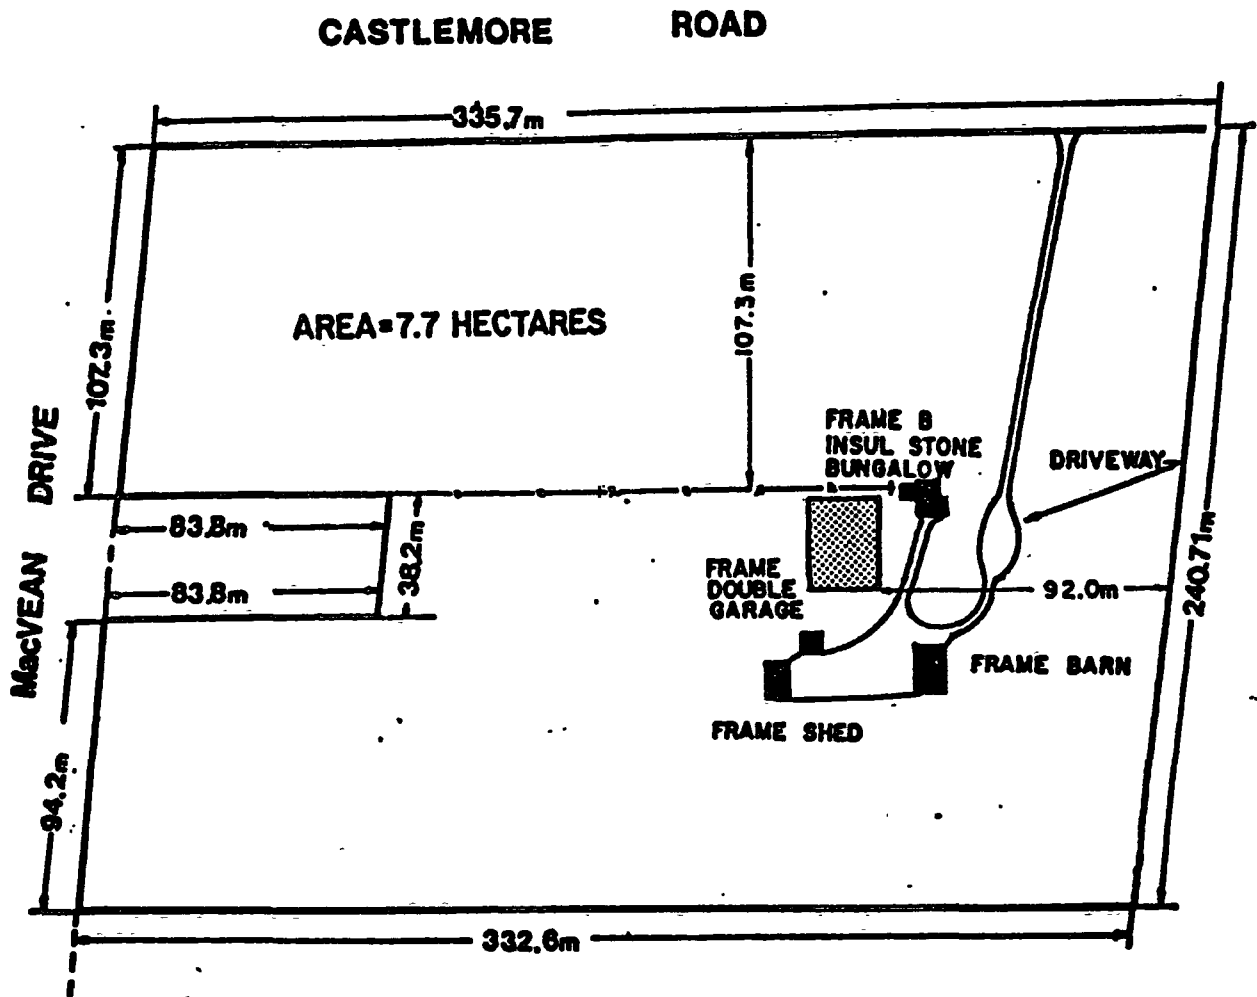 CASTLEMORE ROAD
335.7m
107.3m
107.3m
AREA=7.7 HECTARES
FRAME B
INSUL STONE
BUNGALOW
DRIVEWAY
MacVEAN DRIVE
83.8m
38.2m
83.8m
FRAME
DOUBLE
GARAGE
92.0m
240.71m
FRAME BARN
FRAME SHED
94.2m
332.6m